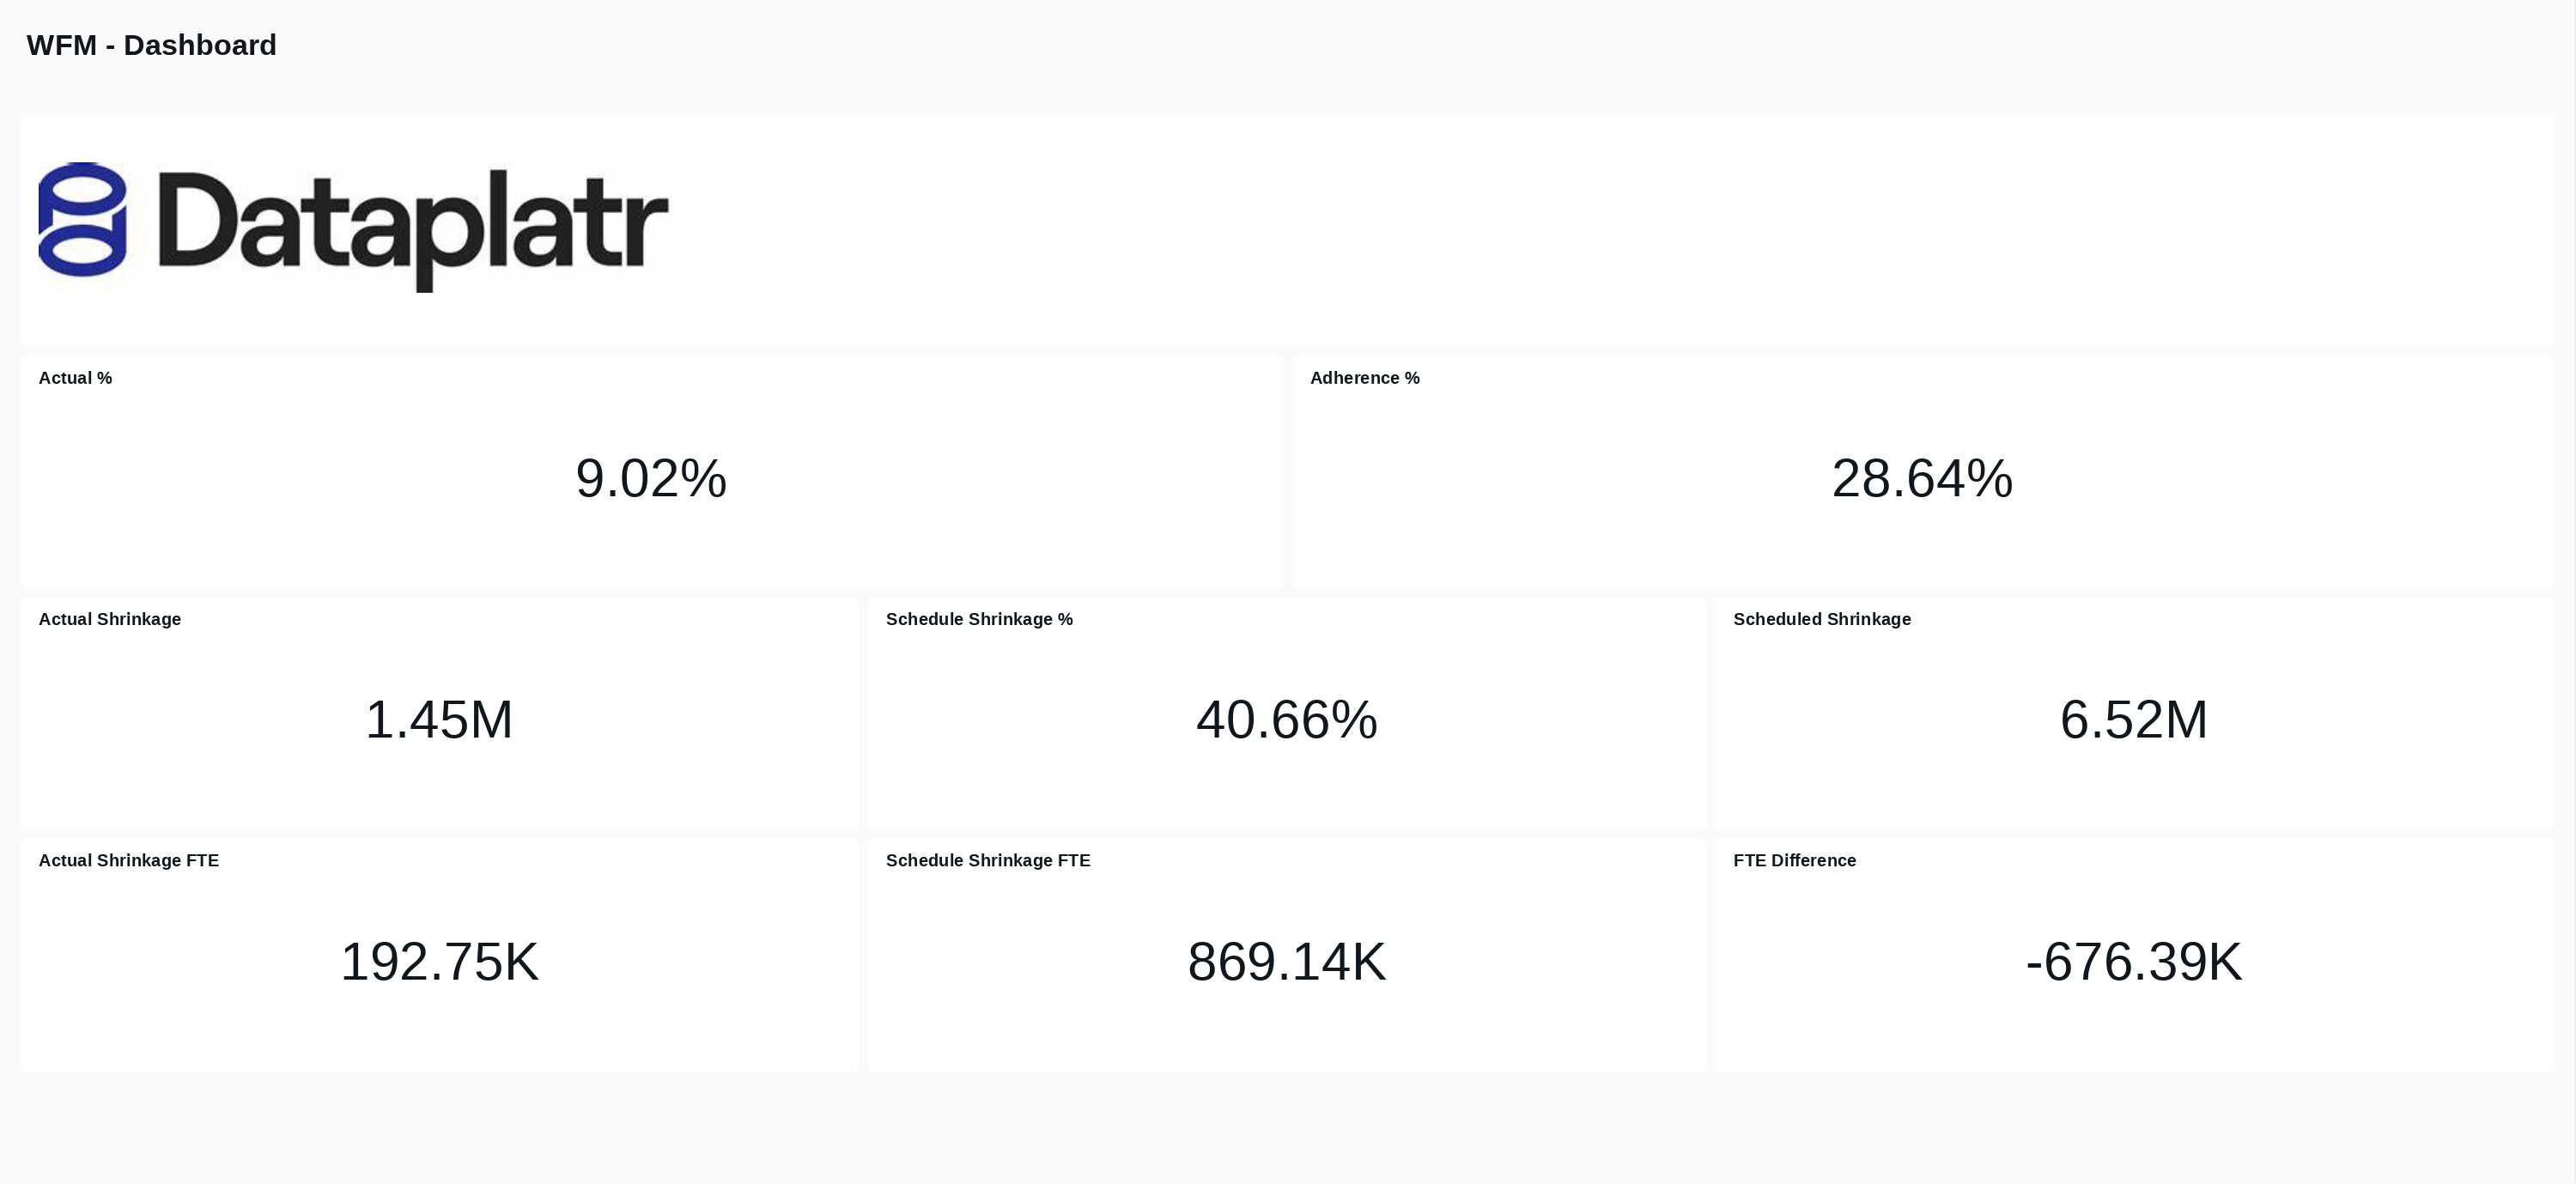 WFM - Dashboard
Dataplatr
Actual %
Adherence %
9.02%
28.64%
Actual Shrinkage
Schedule Shrinkage %
Scheduled Shrinkage
1.45M
40.66%
6.52M
Actual Shrinkage FTE
Schedule Shrinkage FTE
FTE Difference
192.75K
869.14K
-676.39K